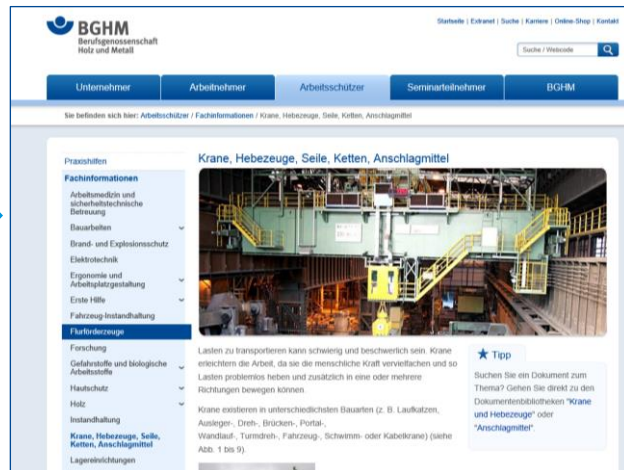 BGHM
Berufsgenossenschaft
Holz und Metall
Startseite | Extranet | Suche | Karriere | Online-Shop | Kontakt
Suche / Webcode
Unternehmer
Arbeitnehmer
Arbeitsschützer
Seminarteilnehmer
BGHM
Sie befinden sich hier: Arbeitsschützer / Fachinformationen / Krane, Hebezeuge, Seile, Ketten, Anschlagmittel
Praxishilfen
Fachinformationen
Arbeitsmedizin und
sicherheitstechnische
Betreuung
Bauarbeiten
Brand- und Explosionsschutz
Elektrotechnik
Ergonomie und
Arbeitsplatzgestaltung
Erste Hilfe
Fahrzeug-Instandhaltung
Flurförderzeuge
Forschung
Gefahrstoffe und biologische
Arbeitsstoffe
Hautschutz
Holz
Instandhaltung
Krane, Hebezeuge, Seile,
Ketten, Anschlagmittel
Lagereinrichtungen
Krane, Hebezeuge, Seile, Ketten, Anschlagmittel
Lasten zu transportieren kann schwierig und beschwerlich sein. Krane
erleichtern die Arbeit, da sie die menschliche Kraft vervielfachen und so
Lasten problemlos heben und zusätzlich in eine oder mehrere
Richtungen bewegen können.
Krane existieren in unterschiedlichsten Bauarten (z. B. Laufkatzen,
Ausleger-, Dreh-, Brücken-, Portal-,
Wandlauf-, Turmdreh-, Fahrzeug-, Schwimm- oder Kabelkrane) (siehe
Abb. 1 bis 9).
Tipp
Suchen Sie ein Dokument zum
Thema? Gehen Sie direkt zu den
Dokumentenbibliotheken "Krane
und Hebezeuge" oder
"Anschlagmittel".